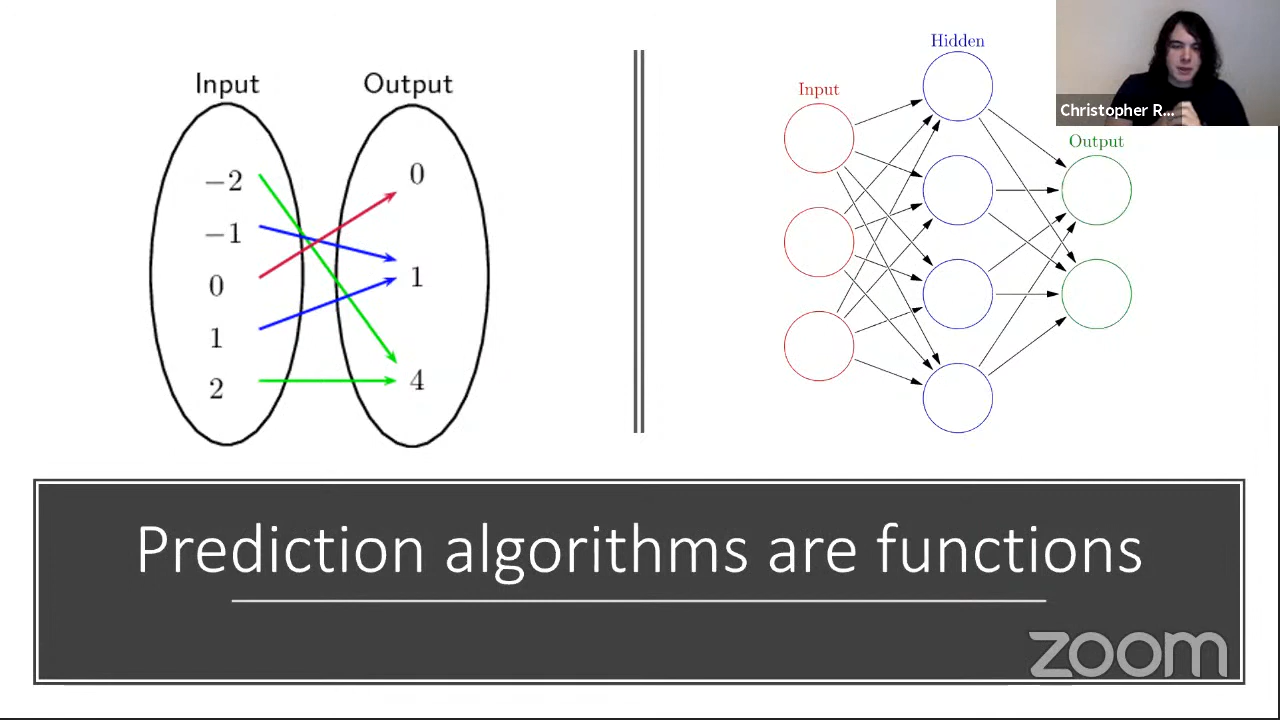 Input
Output
−2
−1
0
1
2
0
1
4
Hidden
Input
Output
Christopher R...
Prediction algorithms are functions
zoom